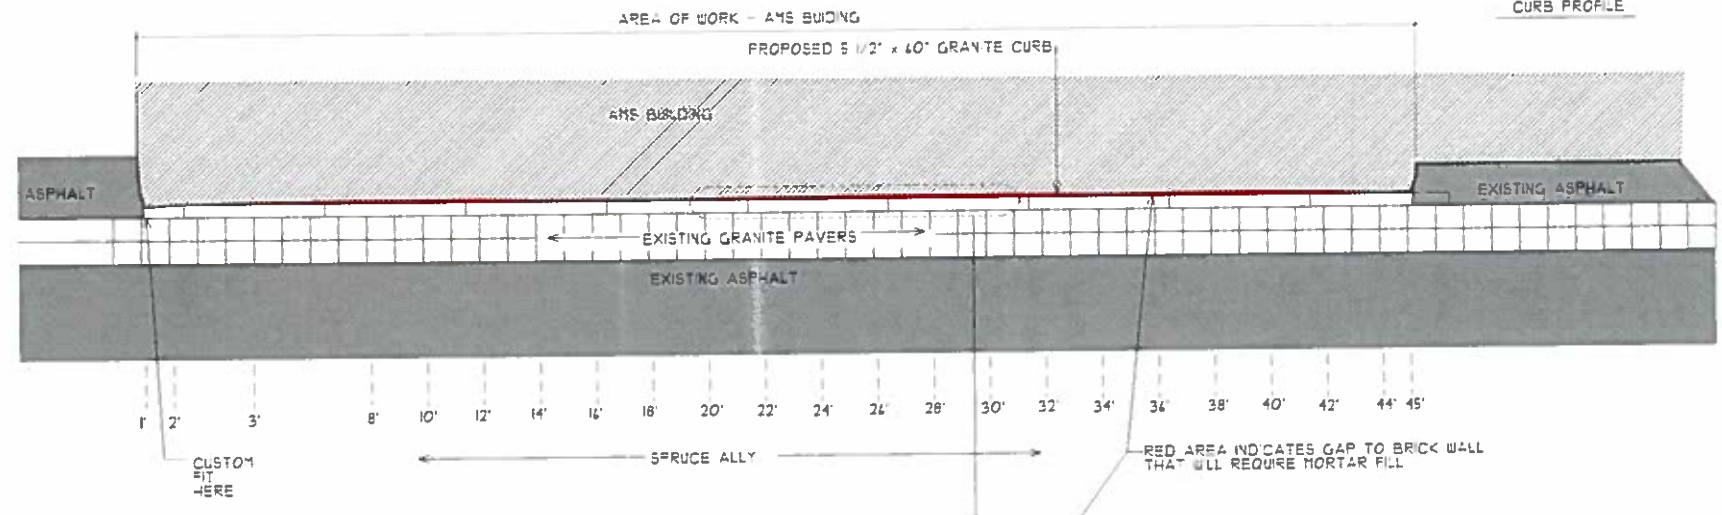 CURB PROFILE
AREA OF WORK - AMS BUIDING
PROPOSED 5 1/2" x 60" GRANITE CURB
AMS BUILDING
ASPHALT
EXISTING ASPHALT
EXISTING GRANITE PAVERS
EXISTING ASPHALT
1' 2' 3' 8' 10' 12' 14' 16' 18' 20' 22' 24' 26' 28' 30' 32' 34' 36' 38' 40' 42' 44' 45'
CUSTOM
FIT
HERE
SPRUCE ALLY
RED AREA INDICATES GAP TO BRICK WALL
THAT WILL REQUIRE MORTAR FILL